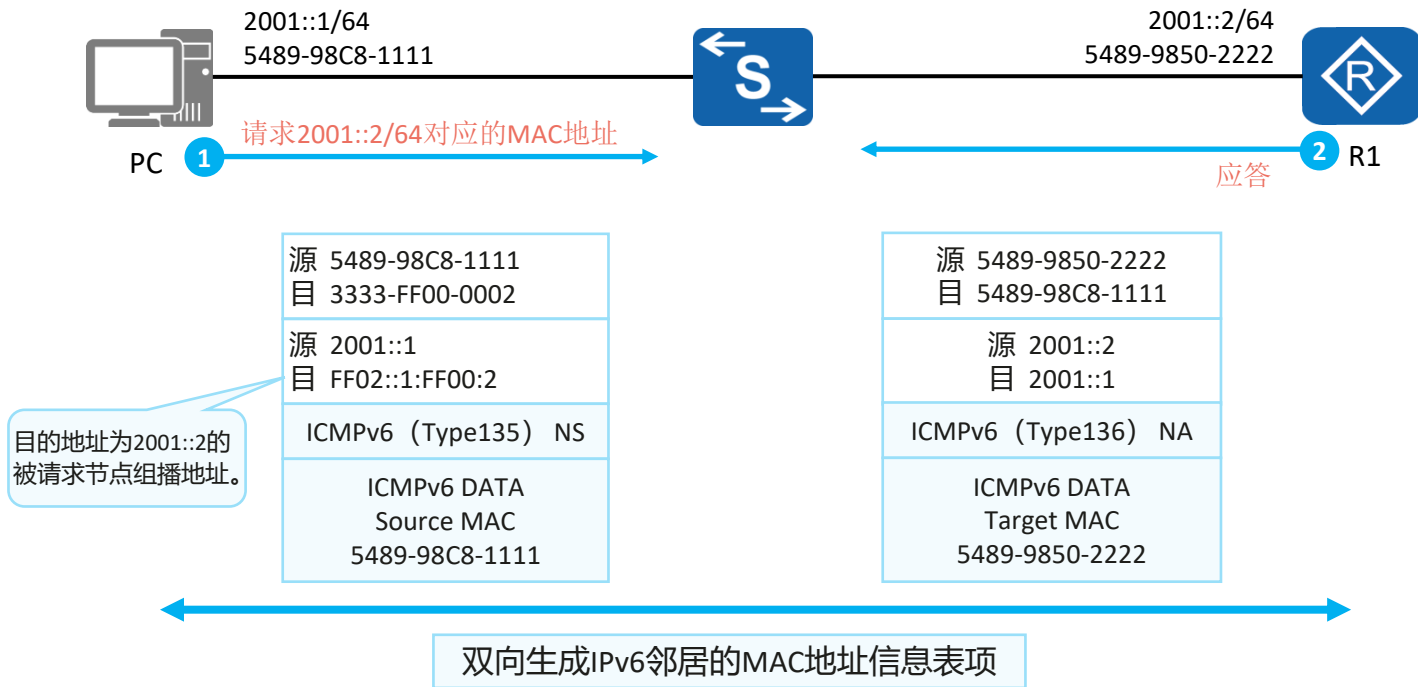 2001::1/64
5489-98C8-1111
2001::2/64
5489-9850-2222
S
R
请求2001::2/64对应的MAC地址
PC
1
2
R1
应答
源 5489-98C8-1111
目 3333-FF00-0002
源 2001::1
目 FF02::1:FF00:2
ICMPv6（Type135） NS
ICMPv6 DATA
Source MAC
5489-98C8-1111
目的地址为2001::2的
被请求节点组播地址。
源 5489-9850-2222
目 5489-98C8-1111
源 2001::2
目 2001::1
ICMPv6（Type136） NA
ICMPv6 DATA
Target MAC
5489-9850-2222
双向生成IPv6邻居的MAC地址信息表项